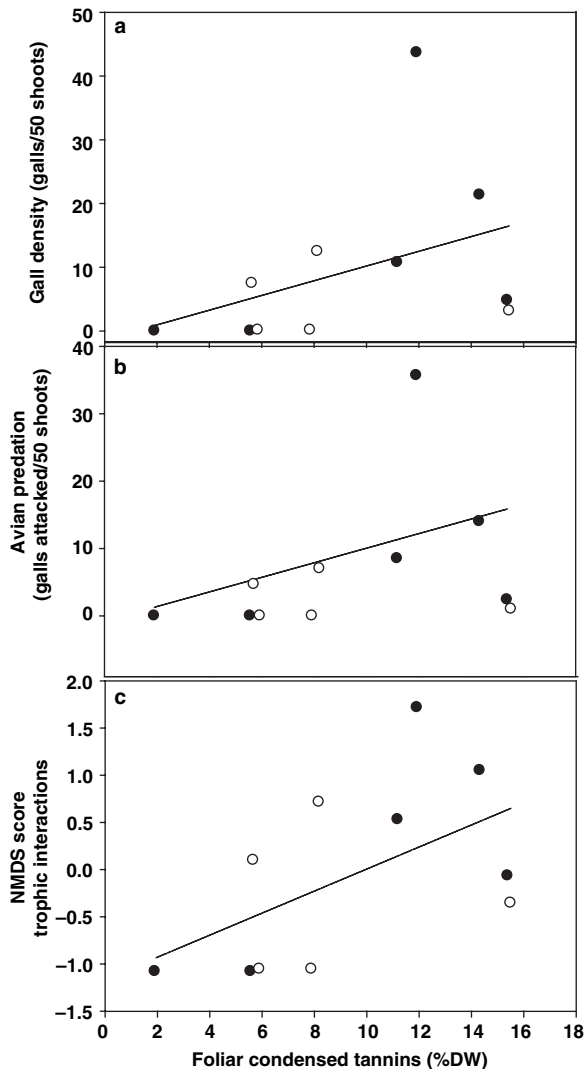 a
50
40
30
20
10
0
Gall density (galls/50 shoots)
b
40
30
20
10
0
Avian predation
(galls attacked/50 shoots)
c
2.0
1.5
1.0
0.5
0.0
−0.5
−1.0
−1.5
NMDS score
trophic interactions
0 2 4 6 8 10 12 14 16 18
Foliar condensed tannins (%DW)